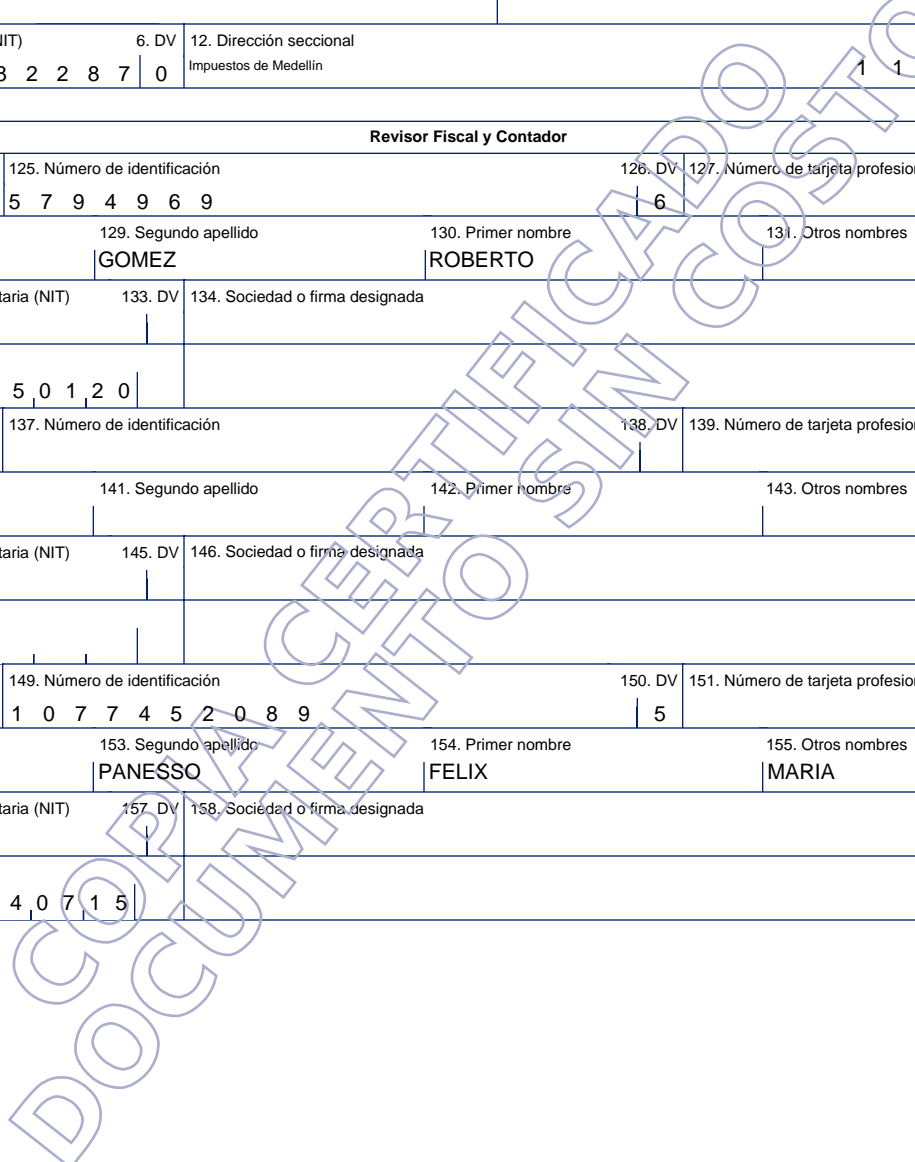 NIT) 6. DV 12. Dirección seccional
3 2 2 8 7 0 Impuestos de Medellín 1 1
Revisor Fiscal y Contador
125. Número de identificación 126. DV 127. Número de tarjeta profesion
5 7 9 4 9 6 9 6
129. Segundo apellido 130. Primer nombre 131. Otros nombres
GOMEZ ROBERTO
taria (NIT) 133. DV 134. Sociedad o firma designada
5 0 1 2 0
137. Número de identificación 138. DV 139. Número de tarjeta profesion
141. Segundo apellido 142. Primer nombre 143. Otros nombres
taria (NIT) 145. DV 146. Sociedad o firma designada
149. Número de identificación 150. DV 151. Número de tarjeta profesion
1 0 7 7 4 5 2 0 8 9 5
153. Segundo apellido 154. Primer nombre 155. Otros nombres
PANESSO FELIX MARIA
taria (NIT) 157. DV 158. Sociedad o firma designada
4 0 7 1 5
COPIA CERTIFICADO
DOCUMENTO SIN COSTO